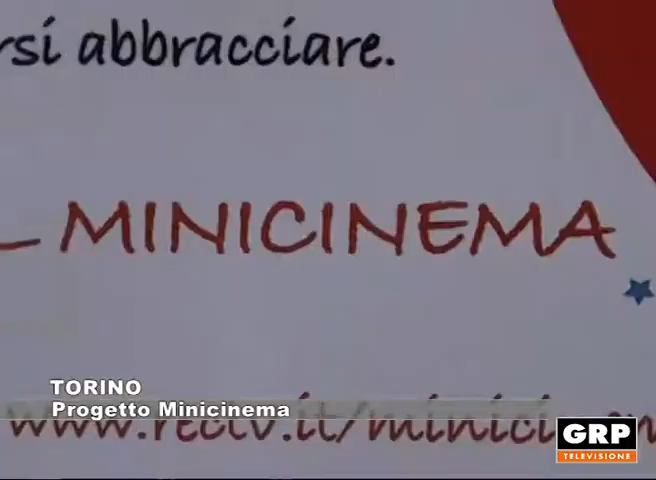 rsi abbracciare.
L MINICINEMA
TORINO
Progetto Minicinema
GRP
TELEVISIONE